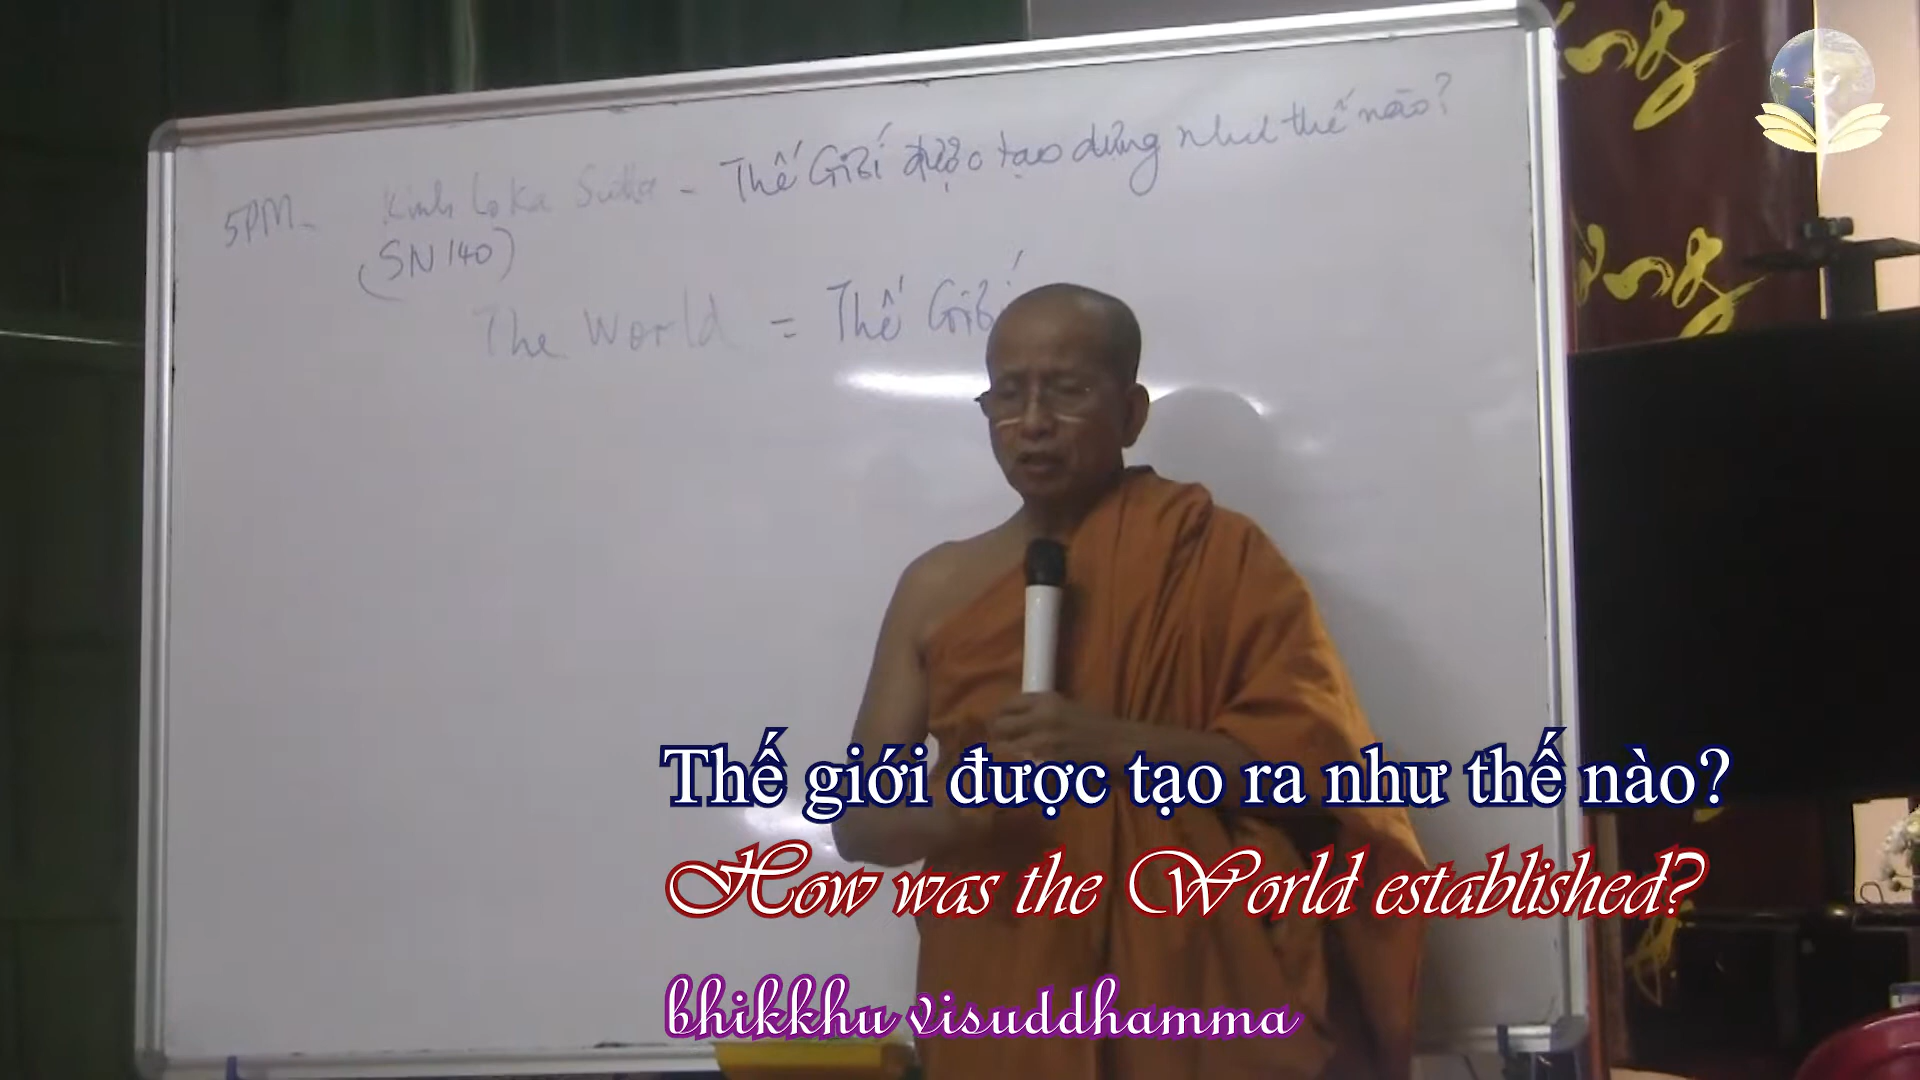 5PM - Kinh Loka Sutta - Thế Giới được tạo dựng như thế nào?
(SN 140)
The World = Thế Giới
Thế giới được tạo ra như thế nào?
How was the World established?
bhikkhu visuddhamma